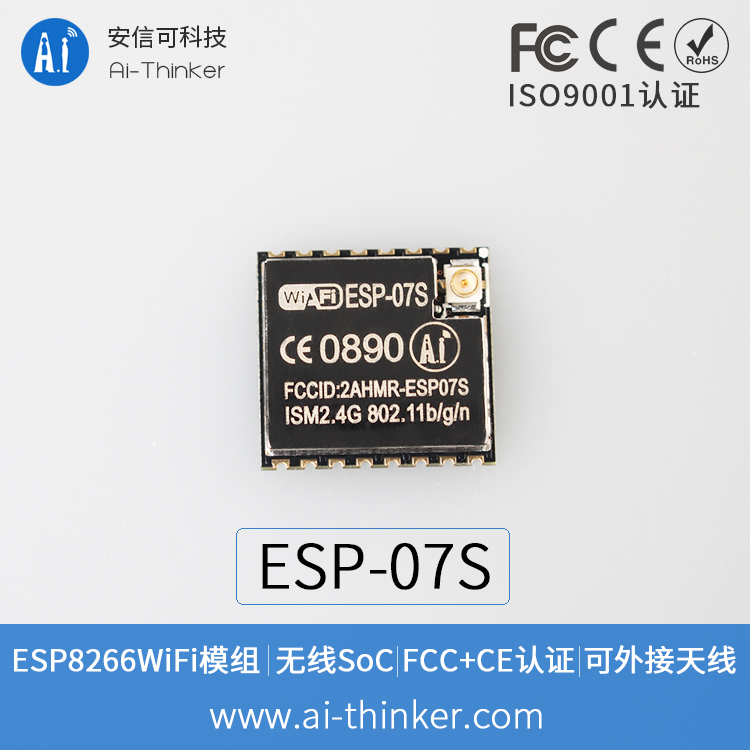 Ai
安信可科技
Ai-Thinker
FC CE RoHS
ISO9001认证
WiFi ESP-07S
CE 0890 A.i
FCCID:2AHMR-ESP07S
ISM2.4G 802.11b/g/n
ESP-07S
ESP8266WiFi模组|无线SoC|FCC+CE认证|可外接天线
www.ai-thinker.com